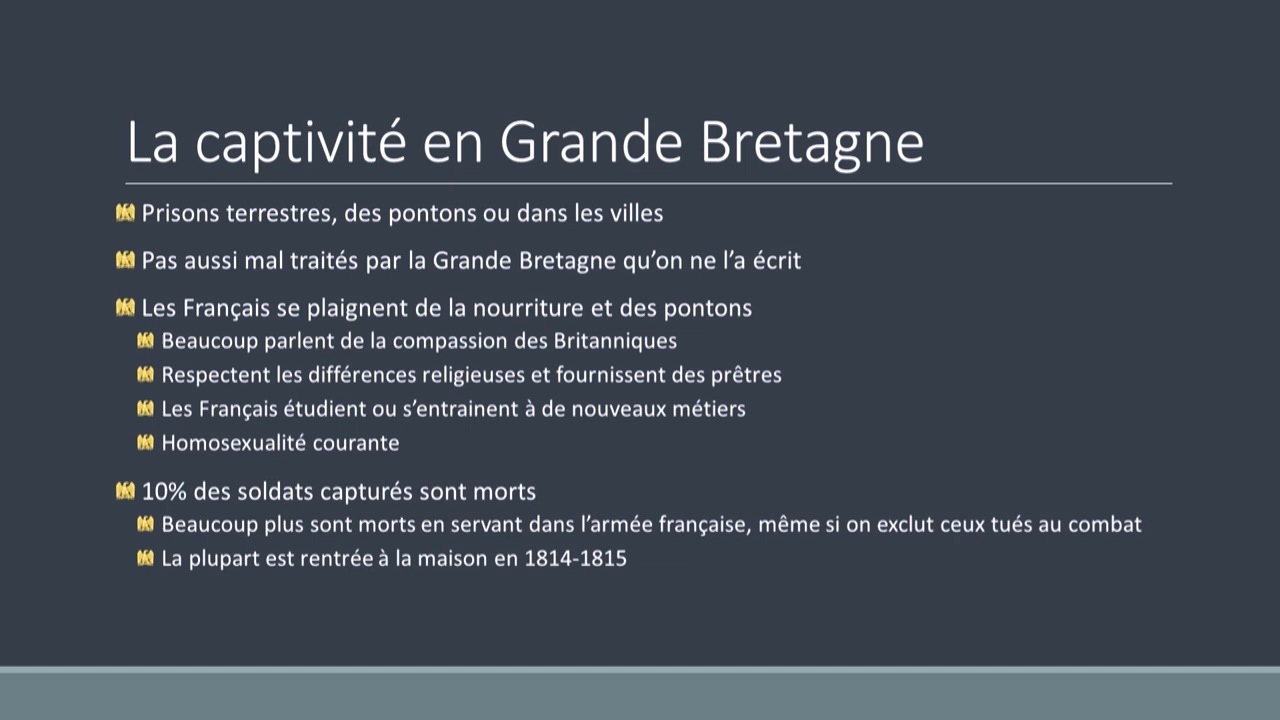 La captivité en Grande Bretagne
Prisons terrestres, des pontons ou dans les villes
Pas aussi mal traités par la Grande Bretagne qu’on ne l’a écrit
Les Français se plaignent de la nourriture et des pontons
Beaucoup parlent de la compassion des Britanniques
Respectent les différences religieuses et fournissent des prêtres
Les Français étudient ou s’entrainent à de nouveaux métiers
Homosexualité courante
10% des soldats capturés sont morts
Beaucoup plus sont morts en servant dans l’armée française, même si on exclut ceux tués au combat
La plupart est rentrée à la maison en 1814-1815